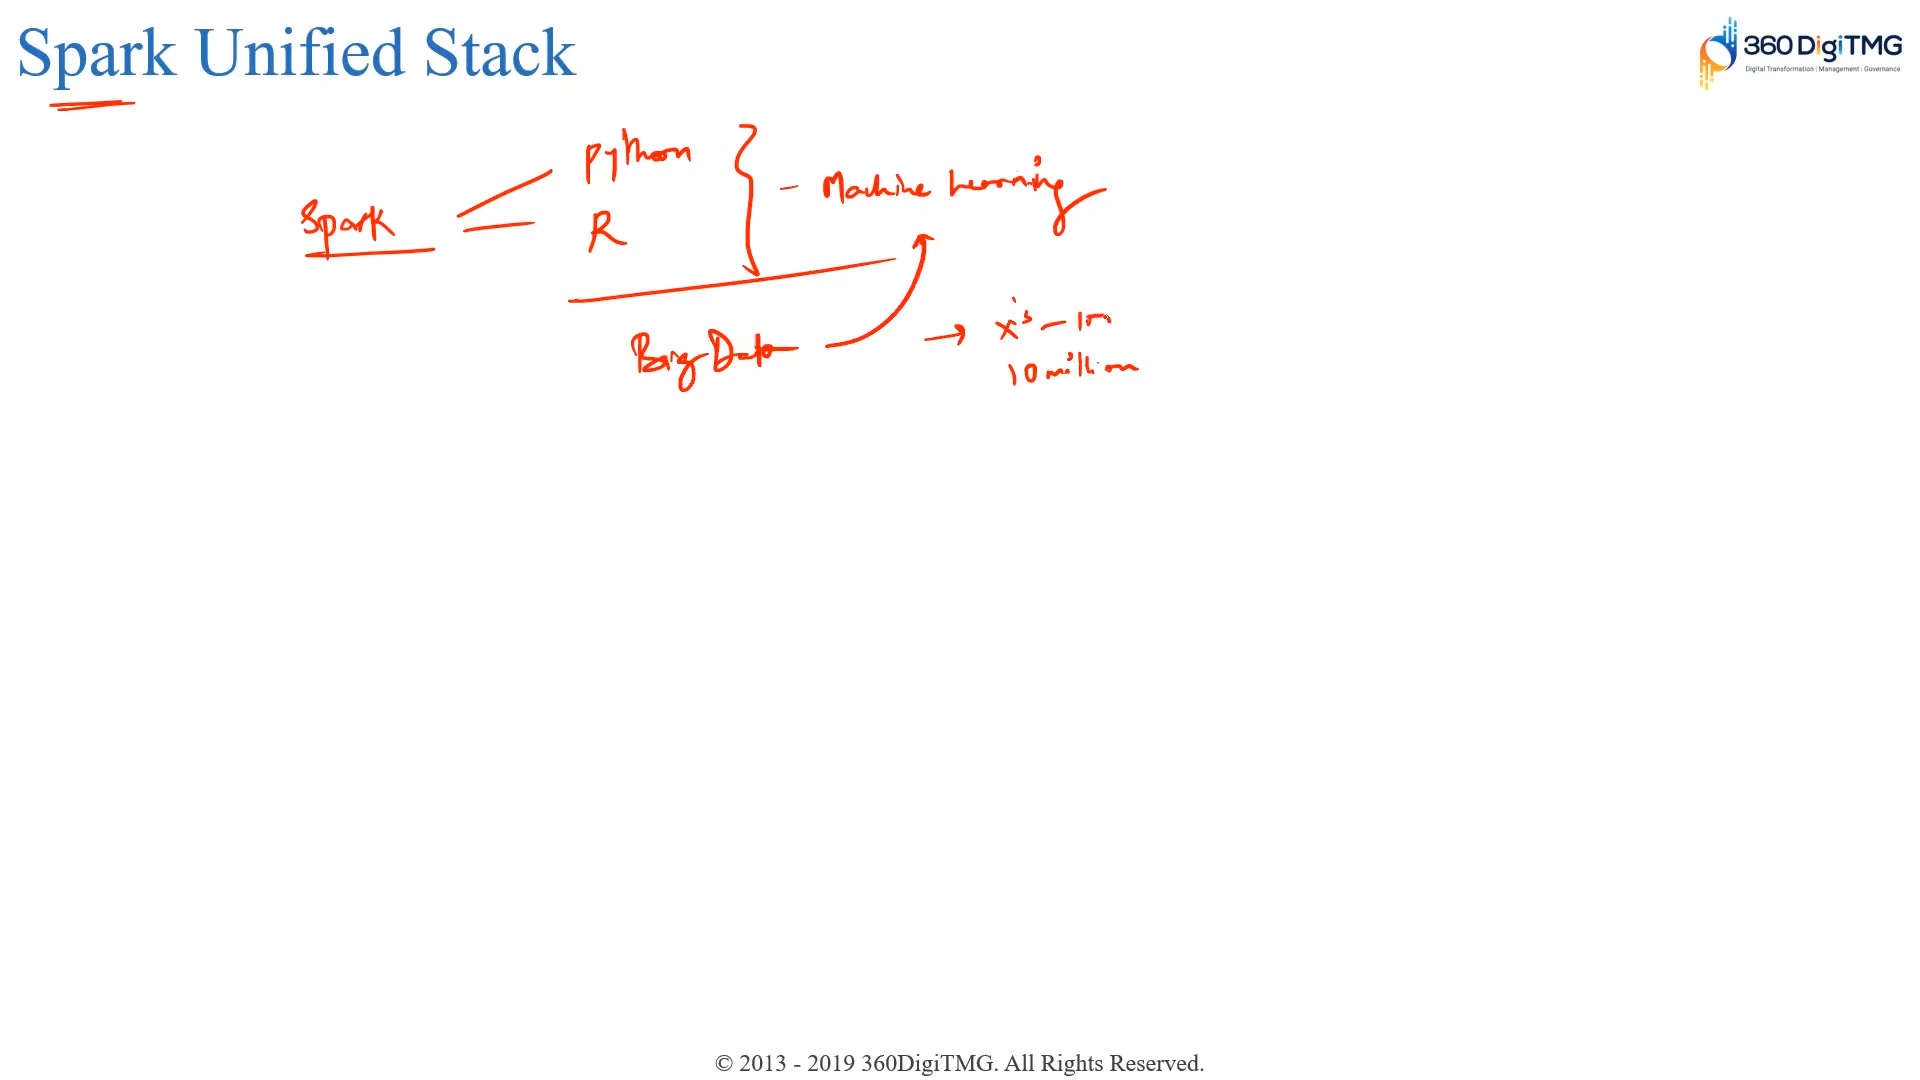 Spark Unified Stack
360 DigiTMG
Digital Transformation | Management | Governance
Python
- Machine Learning
Spark
R
Big Data
→ x's -
10 million
© 2013 - 2019 360DigiTMG. All Rights Reserved.